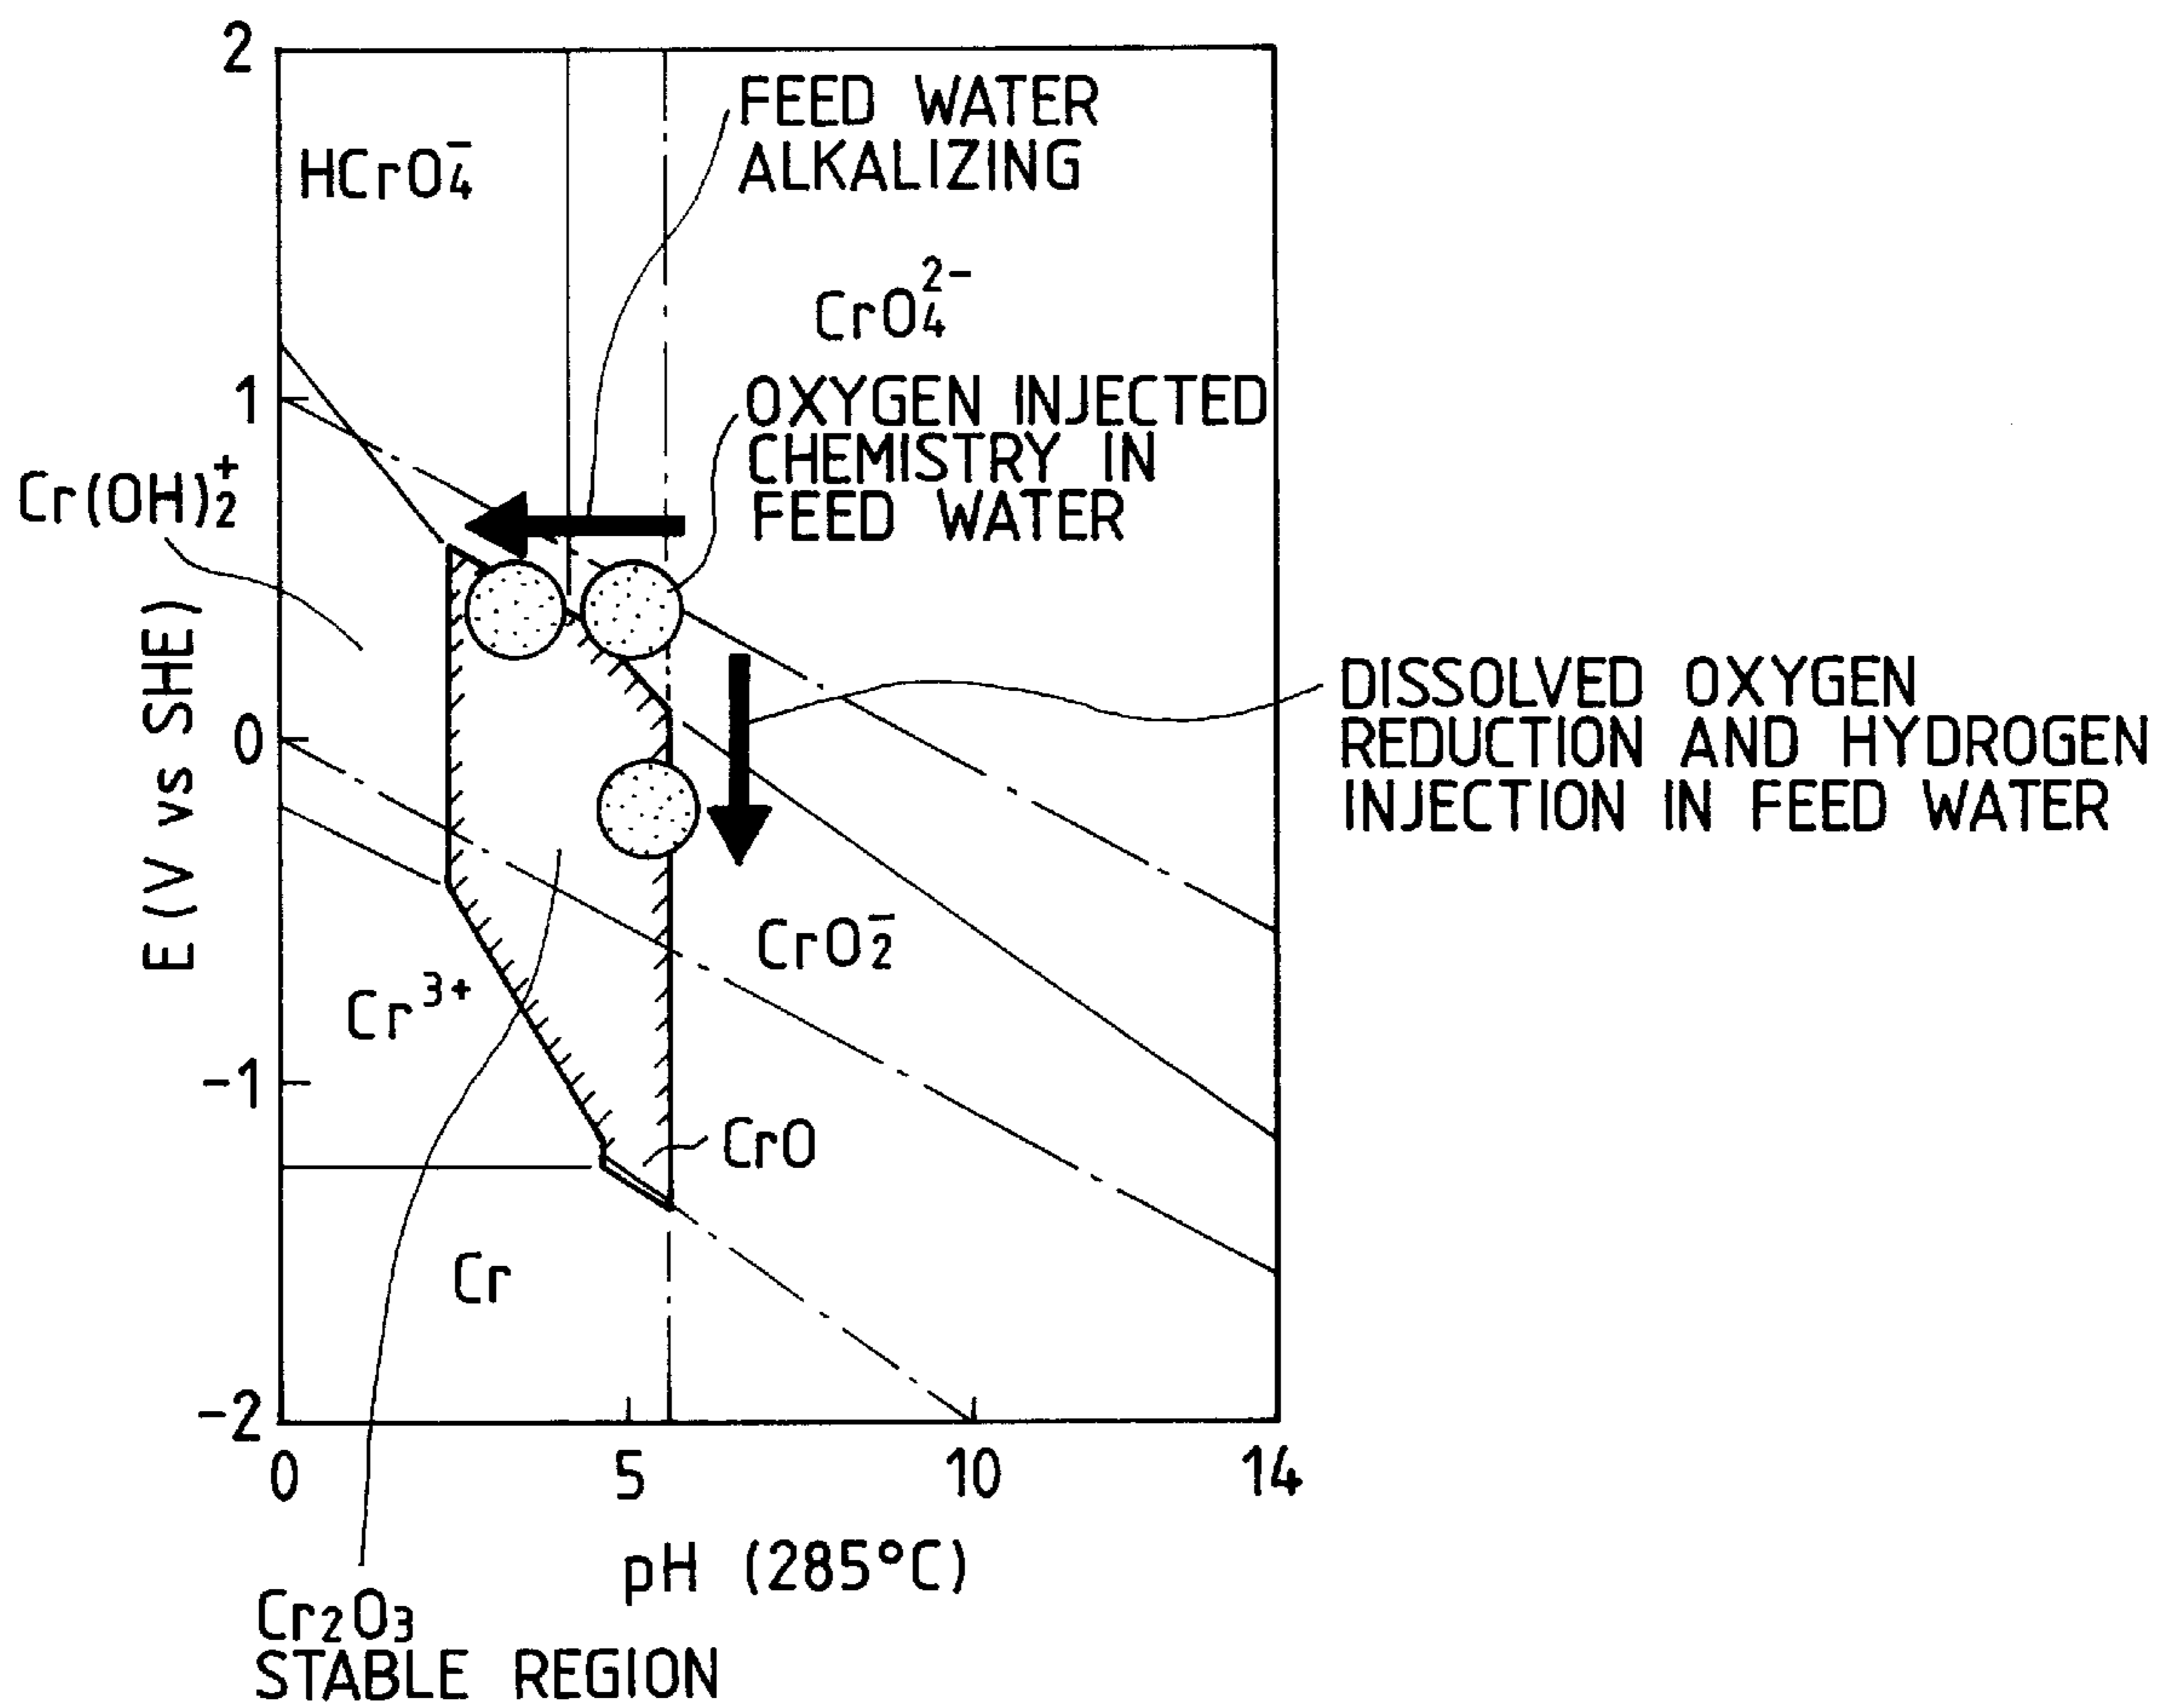 2
FEED WATER
ALKALIZING
HCrO₄⁻
CrO₄²⁻
1
OXYGEN INJECTED
CHEMISTRY IN
FEED WATER
Cr(OH)₂⁺
E (V vs SHE)
0
DISSOLVED OXYGEN
REDUCTION AND HYDROGEN
INJECTION IN FEED WATER
CrO₂⁻
Cr³⁺
-1
CrO
Cr
-2
0 5 10 14
pH (285°C)
Cr₂O₃
STABLE REGION